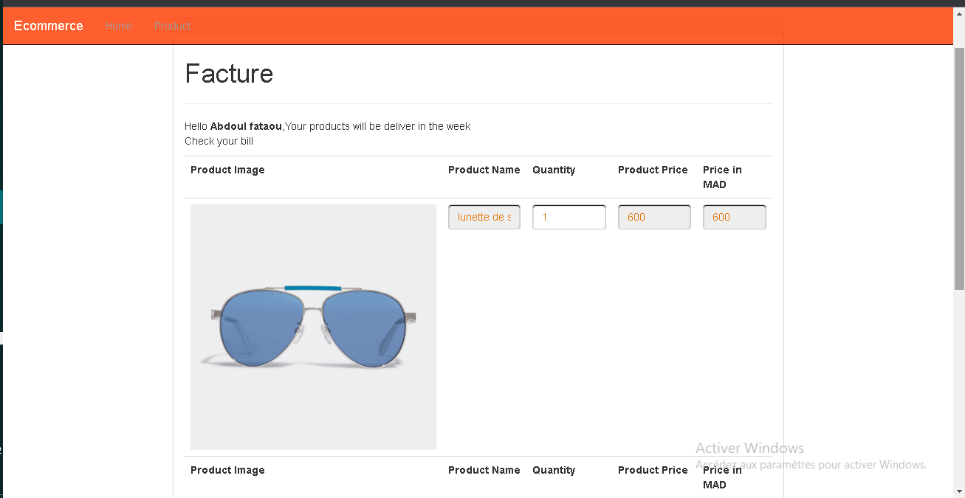 Ecommerce Home Product
Facture
Hello Abdoul fataou,Your products will be deliver in the week
Check your bill
Product Image Product Name Quantity Product Price Price in MAD
lunette de s 1 600 600
Activer Windows
Accédez aux paramètres pour activer Windows.
Product Image Product Name Quantity Product Price Price in MAD